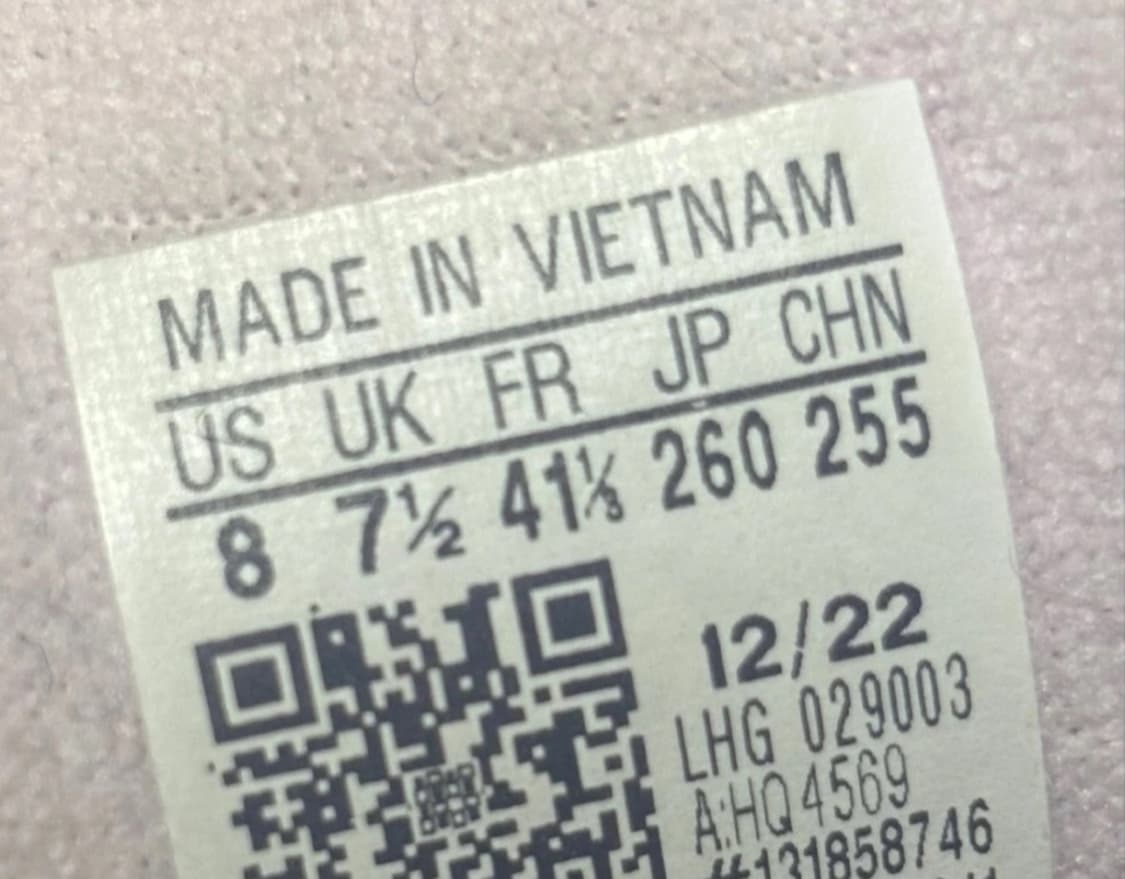 MADE IN VIETNAM
US UK FR JP CHN
8 7½ 41⅓ 260 255
12/22
LHG 029003
A:HQ4569
#131858746